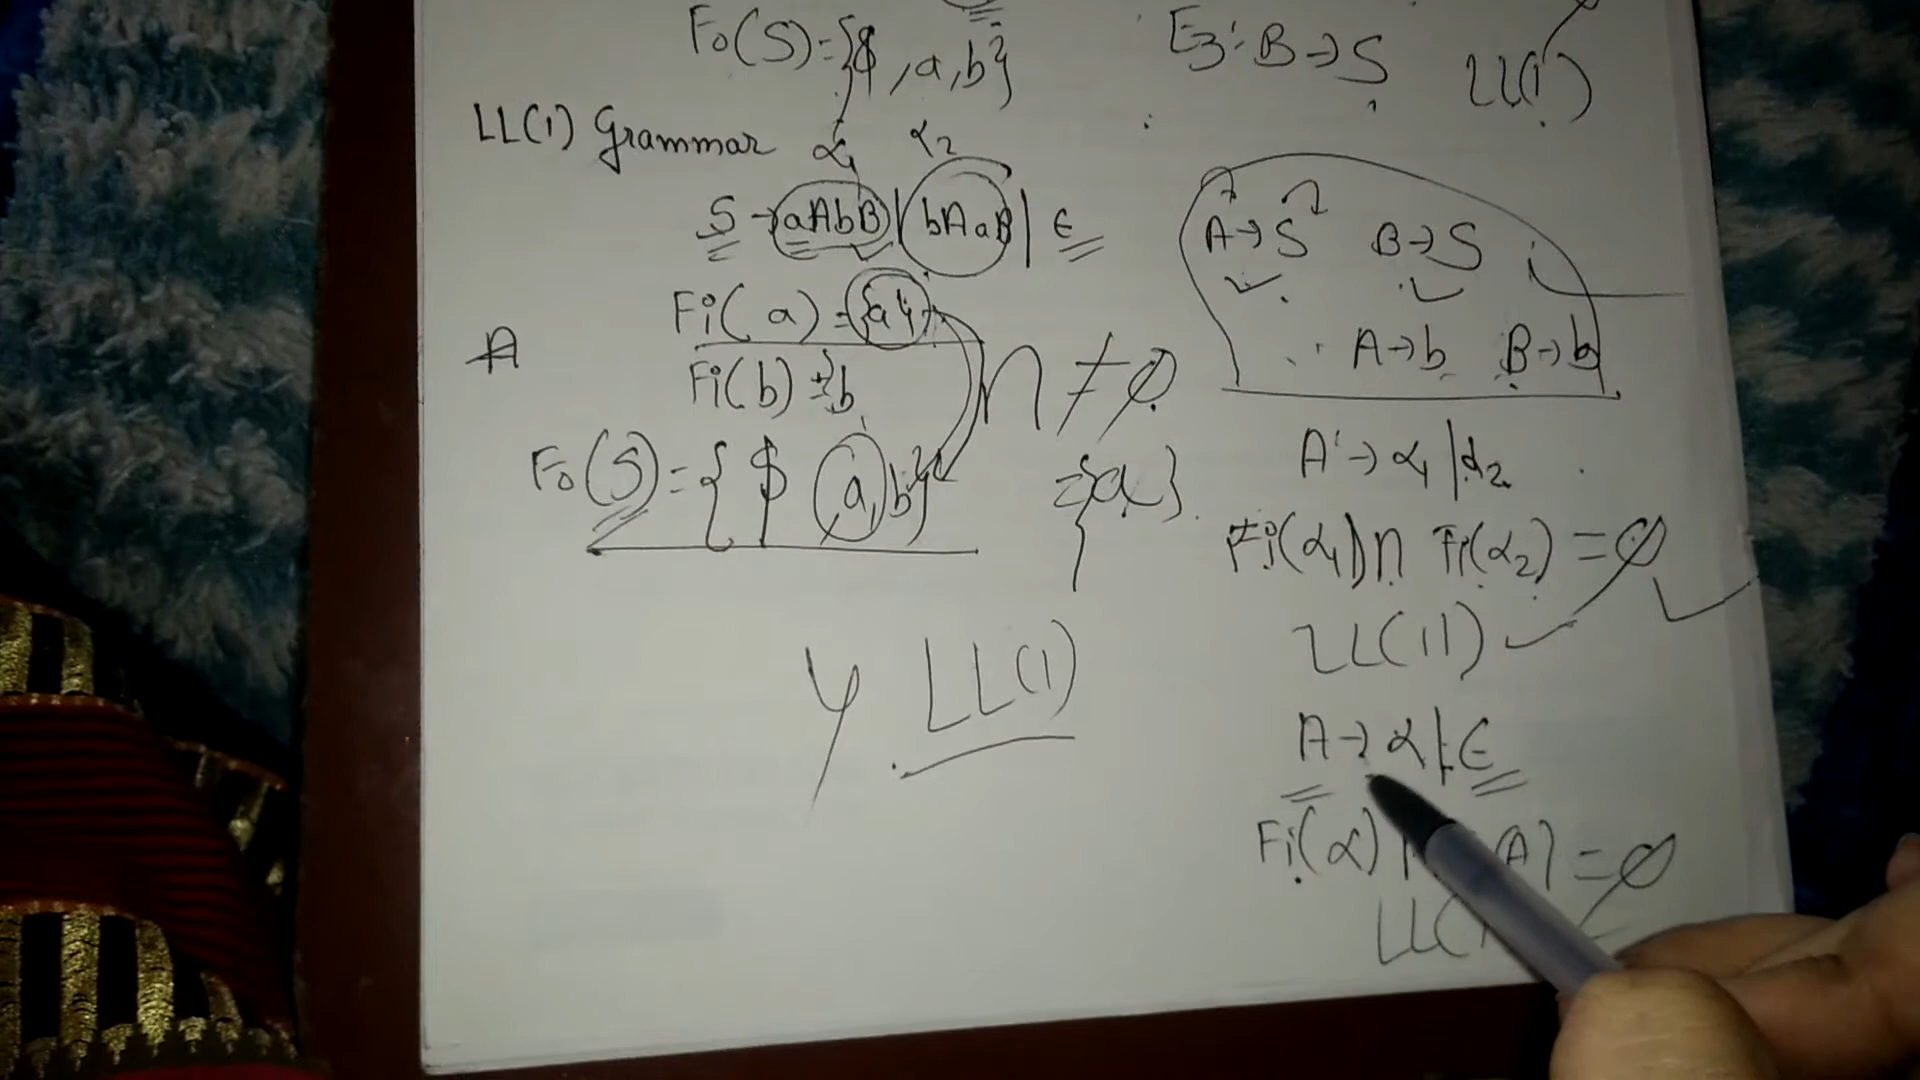 Fo(S)={$,a,b}
E3: B→S
LL(1)
LL(1) Grammar
α1 α2
S→aAbB|bAaB|ϵ
Fi(a)={a}
Fi(b)={b
A
Fo(S)={$ a,b}
∩≠ø
={a}
y LL(1)
A→S B→S
A→b B→b
A→α1|α2
Fi(α1)∩ Fi(α2)=ø
LL(1)
A→α|ϵ
Fi(α) A)=ø